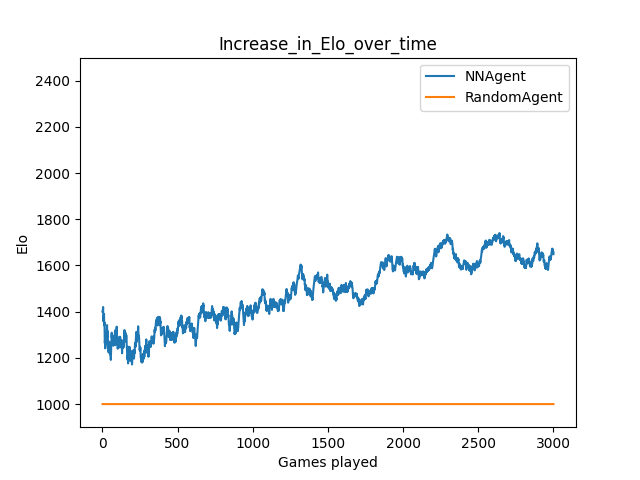 Increase_in_Elo_over_time
NNAgent
RandomAgent
2400
2200
2000
1800
1600
1400
1200
1000
Elo
0 500 1000 1500 2000 2500 3000
Games played